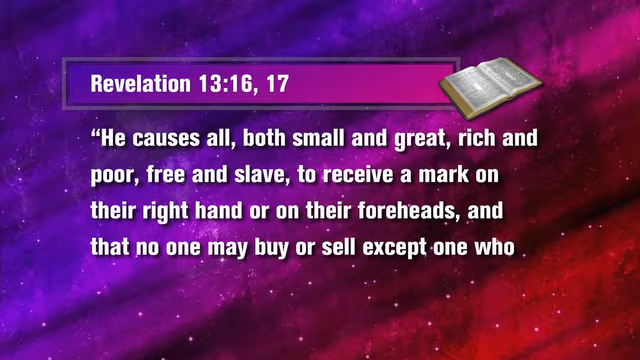 Revelation 13:16, 17
“He causes all, both small and great, rich and
poor, free and slave, to receive a mark on
their right hand or on their foreheads, and
that no one may buy or sell except one who